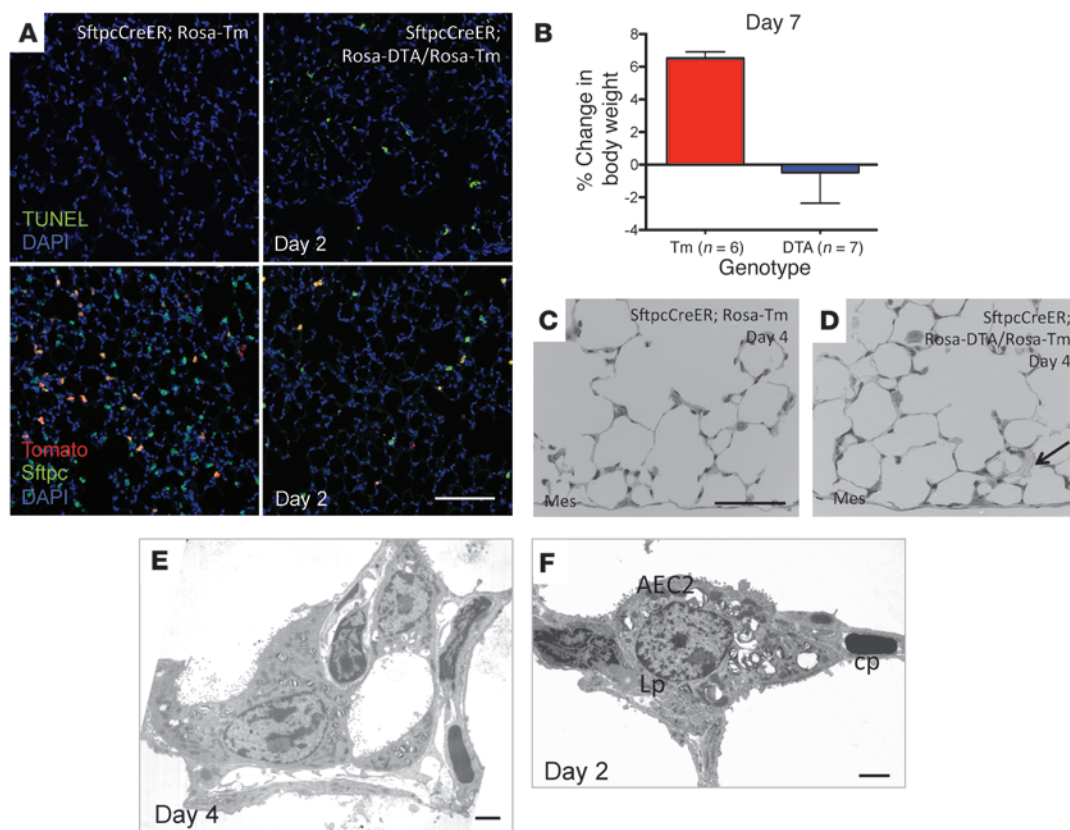 A
SftpcCreER; Rosa-Tm
TUNEL
DAPI
SftpcCreER;
Rosa-DTA/Rosa-Tm
Day 2
Tomato
Sftpc
DAPI
Day 2
B
Day 7
% Change in
body weight
8
6
4
2
0
-2
-4
Tm (n = 6)
DTA (n = 7)
Genotype
C
SftpcCreER; Rosa-Tm
Day 4
Mes
D
SftpcCreER;
Rosa-DTA/Rosa-Tm
Day 4
Mes
E
Day 4
F
AEC2
Lp
cp
Day 2